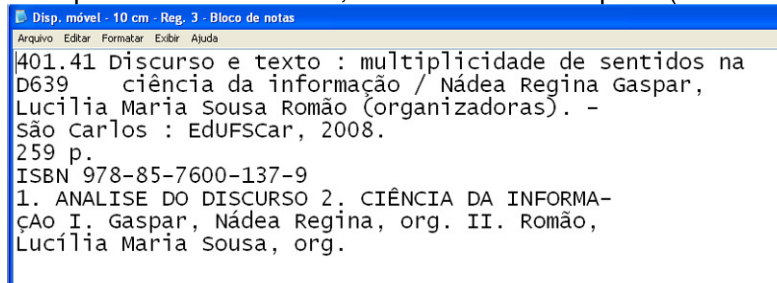 Disp. móvel - 10 cm - Reg. 3 - Bloco de notas
Arquivo Editar Formatar Exibir Ajuda
401.41 Discurso e texto : multiplicidade de sentidos na
D639 ciência da informação / Nádea Regina Gaspar,
Lucilia Maria Sousa Romão (organizadoras). –
São Carlos : EdUFSCar, 2008.
259 p.
ISBN 978-85-7600-137-9
1. ANALISE DO DISCURSO 2. CIÊNCIA DA INFORMA-
çAO I. Gaspar, Nádea Regina, org. II. Romão,
Lucília Maria Sousa, org.